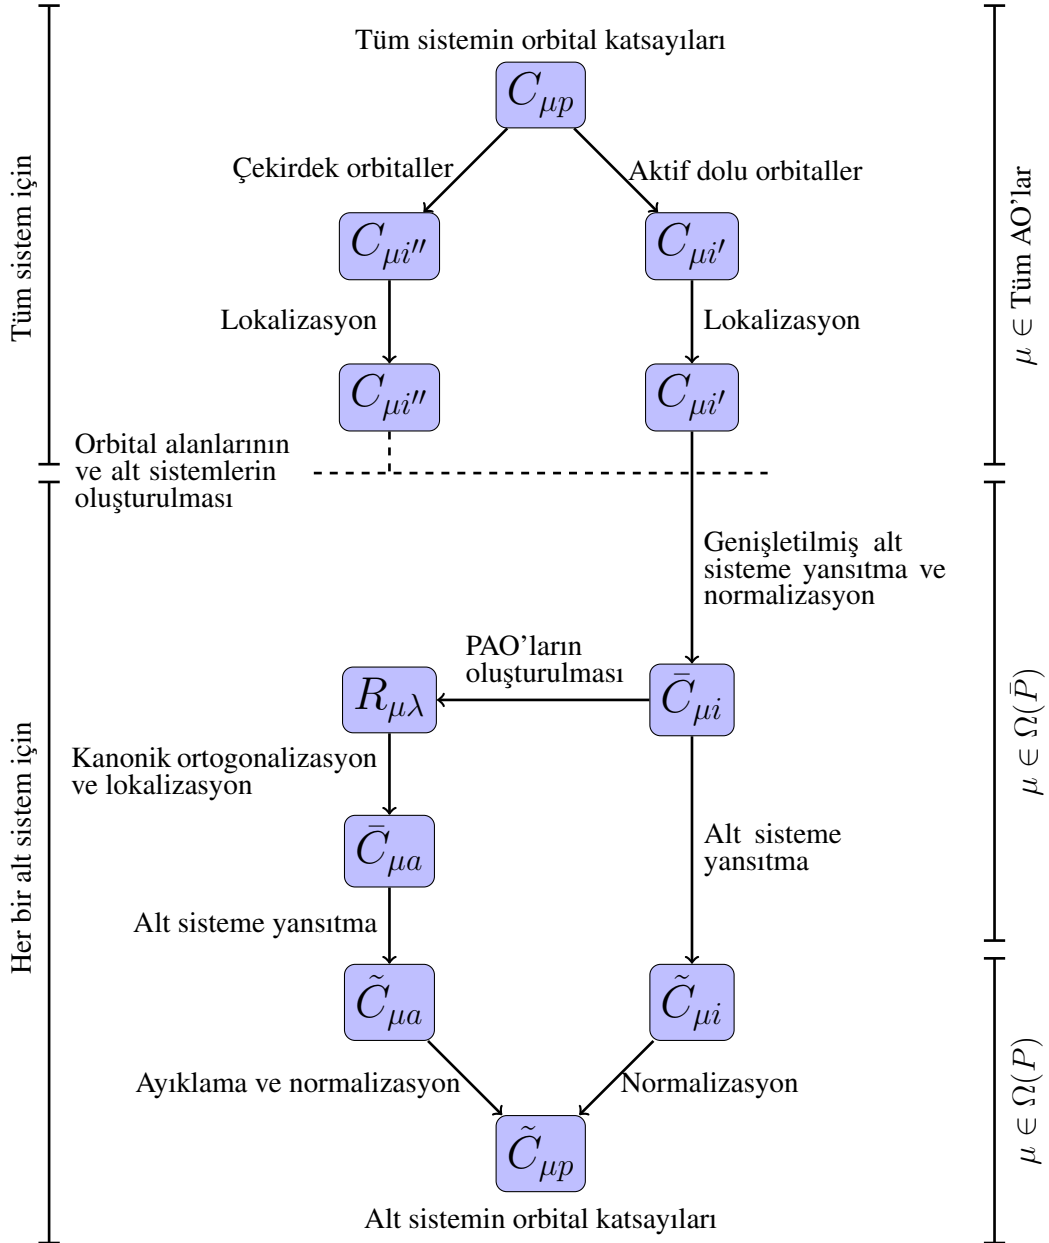 Tüm sistemin orbital katsayıları
C_{μp}
Çekirdek orbitaller
Aktif dolu orbitaller
C_{μi''}
C_{μi'}
Lokalizasyon
Lokalizasyon
C_{μi''}
C_{μi'}
Orbital alanlarının
ve alt sistemlerin
oluşturulması
Genişletilmiş alt
sisteme yansıtma ve
normalizasyon
PAO'ların
oluşturulması
R_{μλ}
C̄_{μi}
Kanonik ortogonalizasyon
ve lokalizasyon
C̄_{μa}
Alt sisteme
yansıtma
Alt sisteme yansıtma
C̃_{μa}
C̃_{μi}
Ayıklama ve normalizasyon
Normalizasyon
C̃_{μp}
Alt sistemin orbital katsayıları
Tüm sistem için
Her bir alt sistem için
μ ∈ Tüm AO'lar
μ ∈ Ω(P̄)
μ ∈ Ω(P)